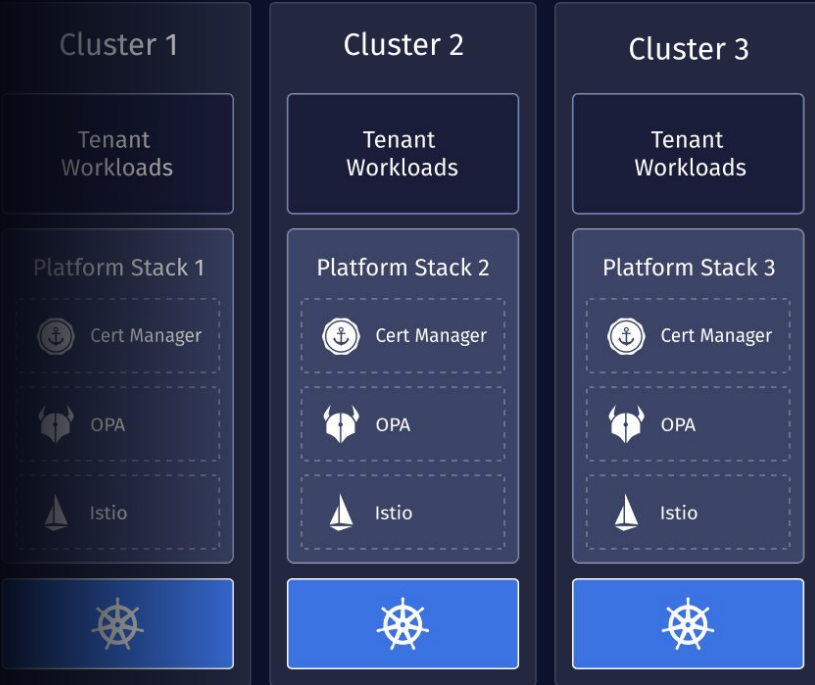 Cluster 1
Tenant
Workloads
Platform Stack 1
Cert Manager
OPA
Istio
Cluster 2
Tenant
Workloads
Platform Stack 2
Cert Manager
OPA
Istio
Cluster 3
Tenant
Workloads
Platform Stack 3
Cert Manager
OPA
Istio